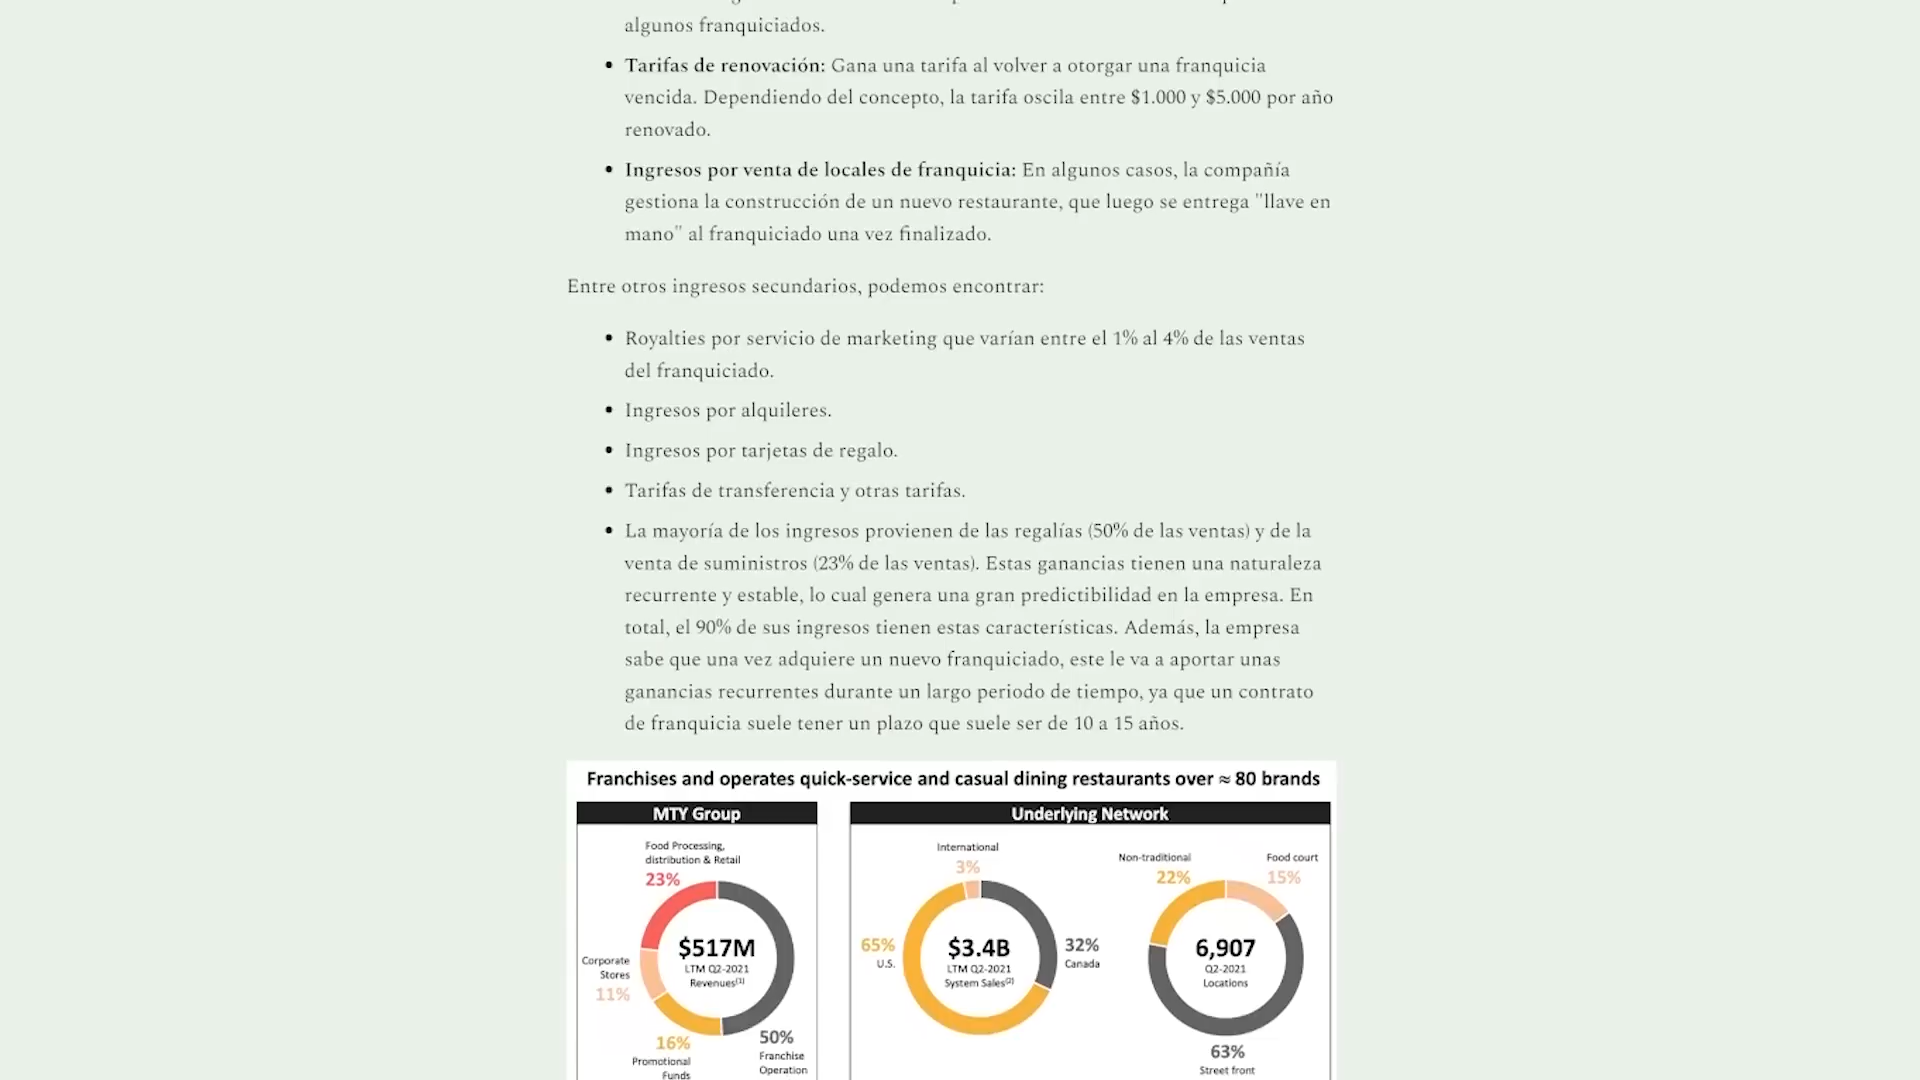 algunos franquiciados.
• Tarifas de renovación: Gana una tarifa al volver a otorgar una franquicia
vencida. Dependiendo del concepto, la tarifa oscila entre $1.000 y $5.000 por año
renovado.
• Ingresos por venta de locales de franquicia: En algunos casos, la compañía
gestiona la construcción de un nuevo restaurante, que luego se entrega "llave en
mano" al franquiciado una vez finalizado.
Entre otros ingresos secundarios, podemos encontrar:
• Royalties por servicio de marketing que varían entre el 1% al 4% de las ventas
del franquiciado.
• Ingresos por alquileres.
• Ingresos por tarjetas de regalo.
• Tarifas de transferencia y otras tarifas.
• La mayoría de los ingresos provienen de las regalías (50% de las ventas) y de la
venta de suministros (23% de las ventas). Estas ganancias tienen una naturaleza
recurrente y estable, lo cual genera una gran predictibilidad en la empresa. En
total, el 90% de sus ingresos tienen estas características. Además, la empresa
sabe que una vez adquiere un nuevo franquiciado, este le va a aportar unas
ganancias recurrentes durante un largo periodo de tiempo, ya que un contrato
de franquicia suele tener un plazo que suele ser de 10 a 15 años.
Franchises and operates quick-service and casual dining restaurants over ≈ 80 brands
MTY Group
Food Processing,
distribution & Retail
23%
$517M
LTM Q2-2021
Revenues(1)
Corporate
Stores
11%
16%
Promotional
Funds
50%
Franchise
Operation
Underlying Network
International
3%
65%
U.S.
$3.4B
LTM Q2-2021
System Sales(2)
32%
Canada
Non-traditional
22%
Food court
15%
6,907
Q2-2021
Locations
63%
Street front